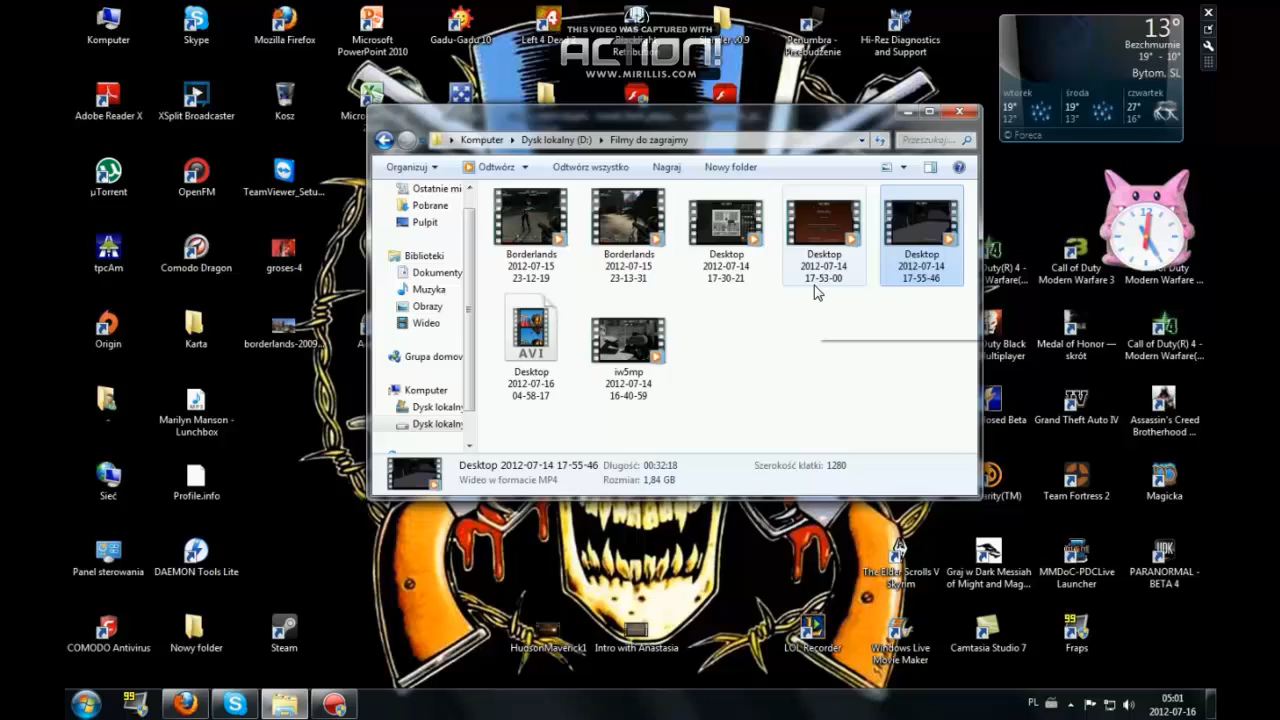 THIS VIDEO WAS CAPTURED WITH
ACTION!
WWW.MIRILLIS.COM
Komputer
Skype
Mozilla Firefox
Microsoft
PowerPoint 2010
Gadu-Gadu 10
Left 4 Dead 2
Penumbra -
Przebudzenie
Hi-Rez Diagnostics
and Support
13°
Bezchmurnie
19° - 10°
Bytom, SL
wtorek
środa
czwartek
19°
12°
19°
13°
27°
16°
© Foreca
Adobe Reader X
XSplit Broadcaster
Kosz
µTorrent
OpenFM
TeamViewer_Setu...
tpcAm
Comodo Dragon
groses-4
Origin
Karta
borderlands-2009...
-
Marilyn Manson -
Lunchbox
Sieć
Profile.info
Panel sterowania
DAEMON Tools Lite
COMODO Antivirus
Nowy folder
Steam
Komputer
Dysk lokalny (D:)
Filmy do zagrajmy
Przeszukaj:...
Organizuj
Odtwórz
Odtwórz wszystko
Nagraj
Nowy folder
Ostatnie mi
Pobrane
Pulpit
Biblioteki
Dokumenty
Muzyka
Obrazy
Wideo
Grupa domov
Komputer
Dysk lokalny
Dysk lokalny
Borderlands
2012-07-15
23-12-19
Borderlands
2012-07-15
23-13-31
Desktop
2012-07-14
17-30-21
Desktop
2012-07-14
17-53-00
Desktop
2012-07-14
17-55-46
AVI
Desktop
2012-07-16
04-58-17
iw5mp
2012-07-14
16-40-59
Desktop 2012-07-14 17-55-46
Długość: 00:32:18
Szerokość klatki: 1280
Wideo w formacie MP4
Rozmiar: 1,84 GB
12
Duty(R) 4 -
Call of Duty
Modern Warfare 3
Call of Duty(R) 4 -
Modern Warfare ...
Duty Black
Multiplayer
Medal of Honor —
skrót
Call of Duty(R) 4 -
Modern Warfare(...
osed Beta
Grand Theft Auto IV
Assassin's Creed
Brotherhood ...
arity(TM)
Team Fortress 2
Magicka
The Elder Scrolls V
Skyrim
Graj w Dark Messiah
of Might and Mag...
MMDoC-PDCLive
Launcher
PARANORMAL -
BETA 4
HudsonMaverick1
Intro with Anastasia
LOL Recorder
Windows Live
Movie Maker
Camtasia Studio 7
99
Fraps
99
PL
05:01
2012-07-16